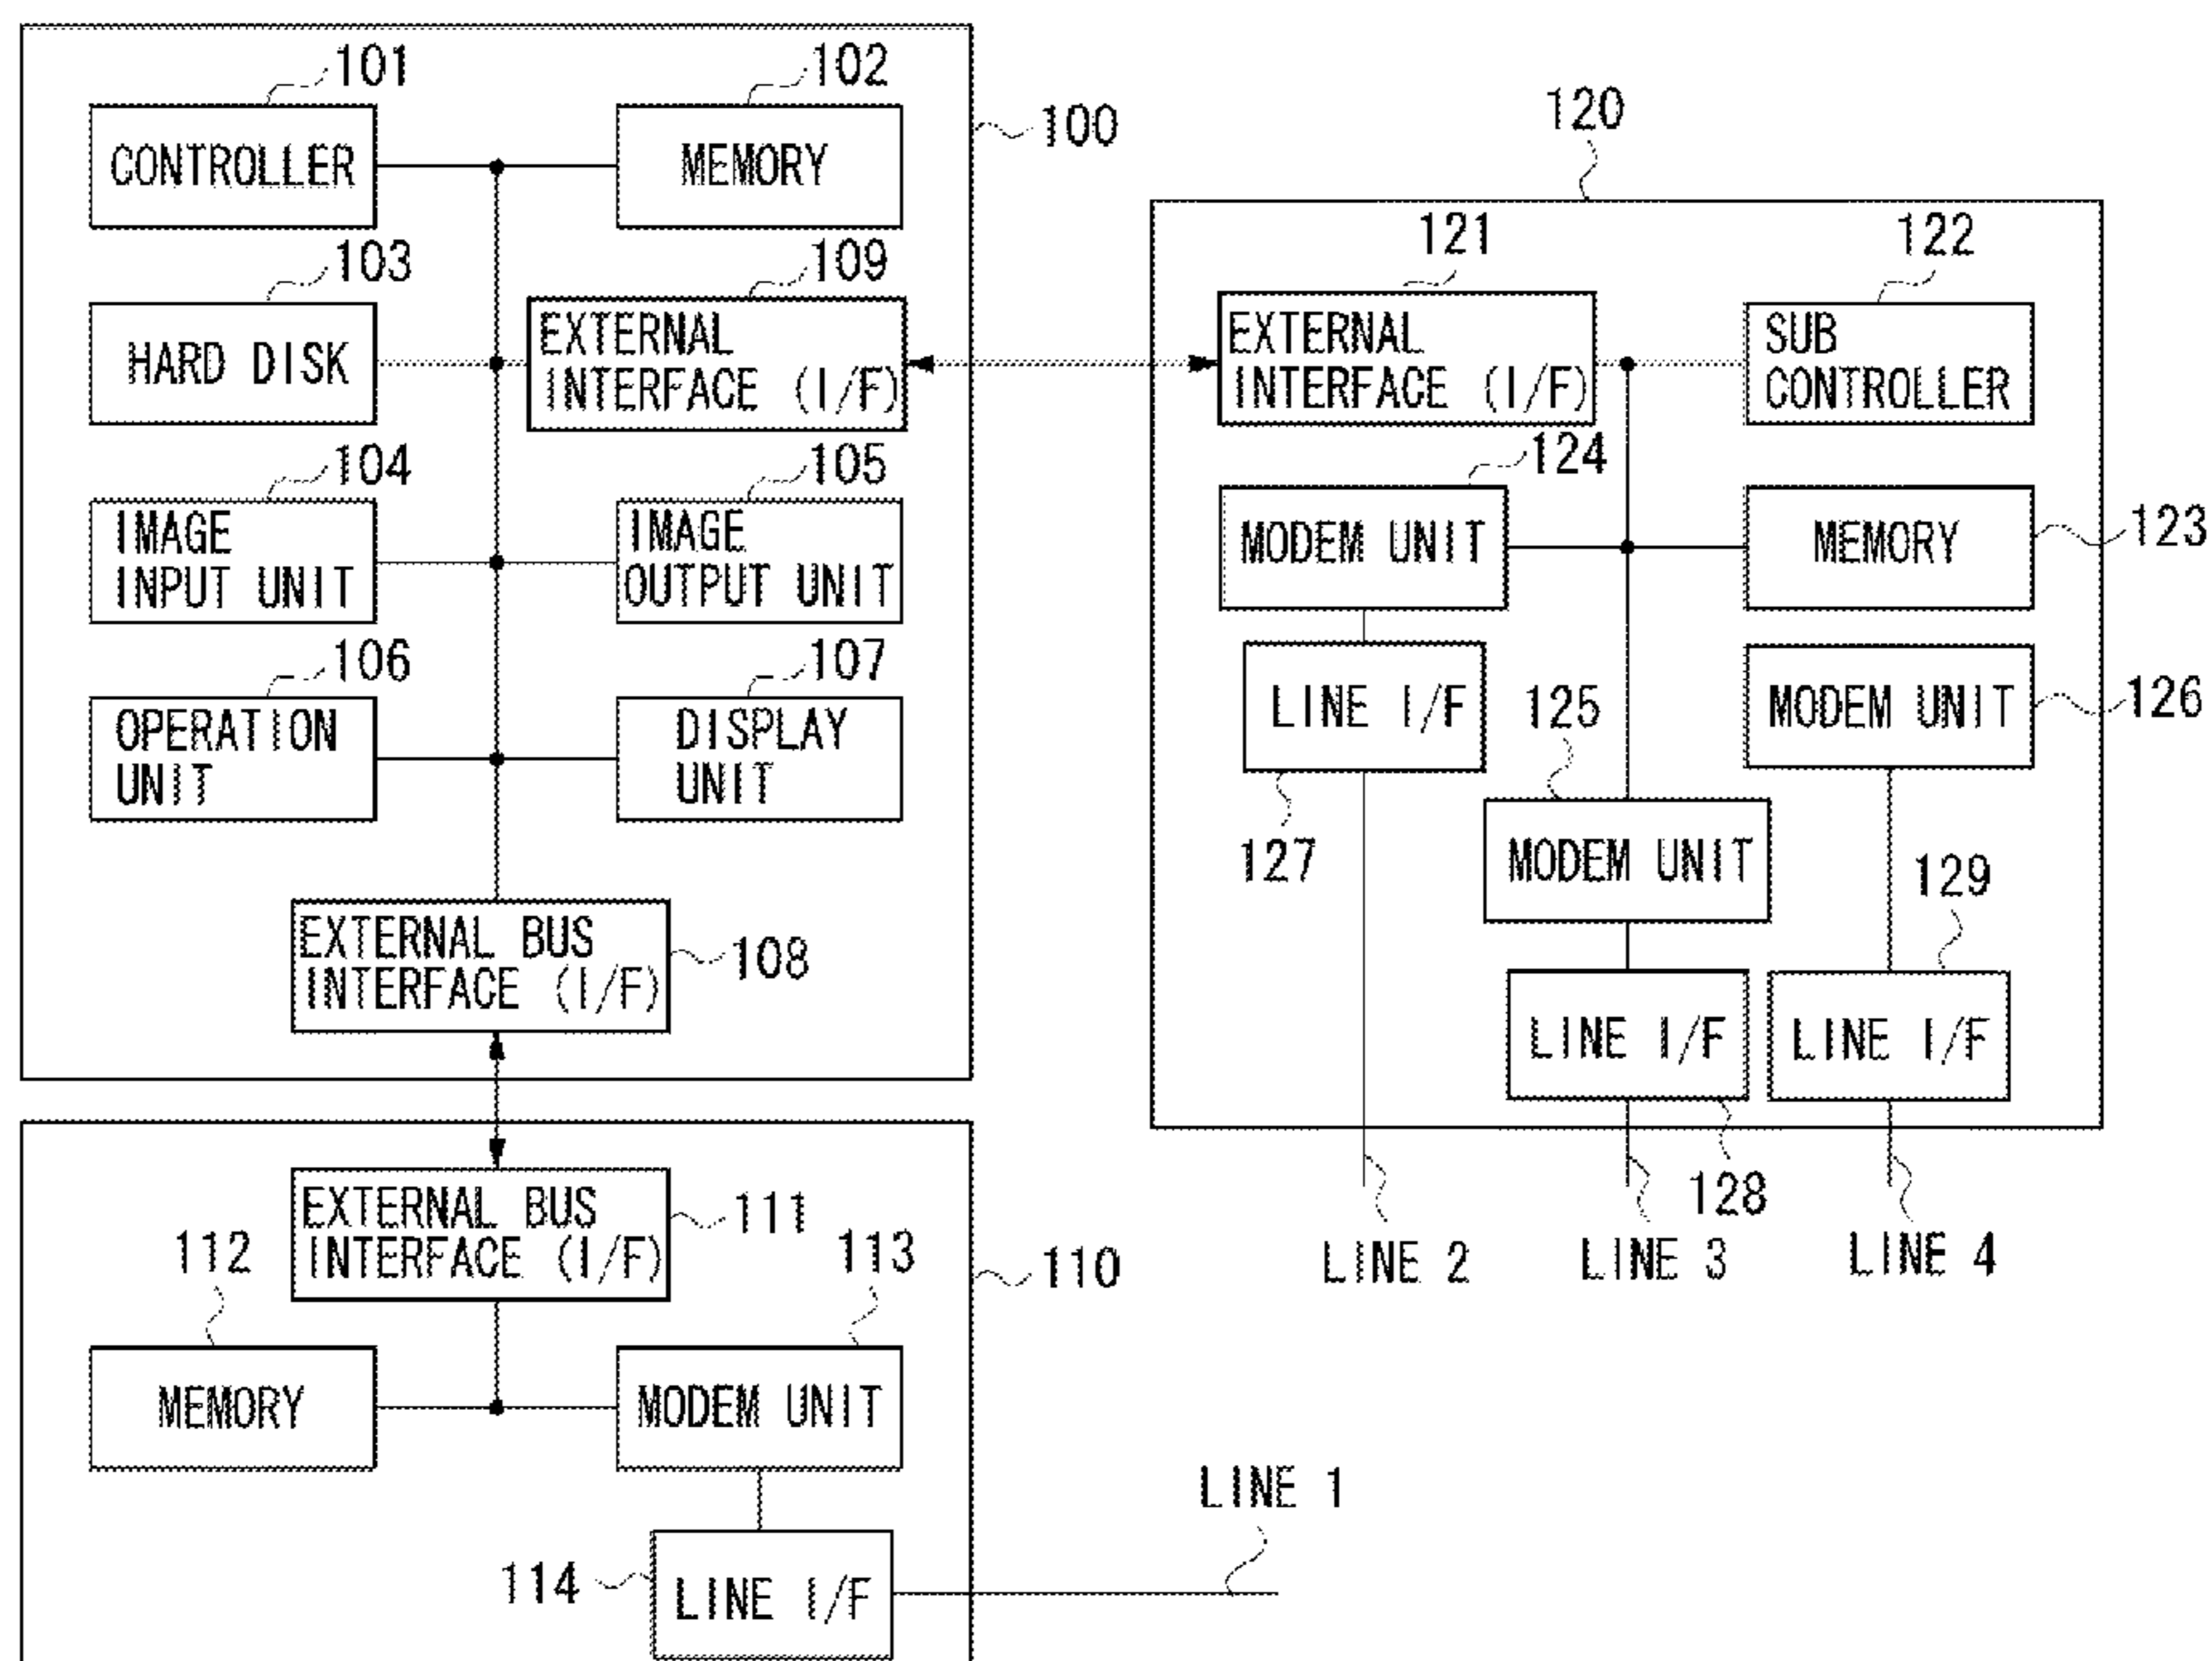 101
102
100
CONTROLLER
MEMORY
103
109
HARD DISK
EXTERNAL
INTERFACE (I/F)
104
105
IMAGE
INPUT UNIT
IMAGE
OUTPUT UNIT
106
107
OPERATION
UNIT
DISPLAY
UNIT
EXTERNAL BUS
INTERFACE (I/F)
108
120
121
122
EXTERNAL
INTERFACE (I/F)
SUB
CONTROLLER
124
MODEM UNIT
MEMORY
123
LINE I/F
125
MODEM UNIT
126
127
MODEM UNIT
129
LINE I/F
LINE I/F
128
LINE 2
LINE 3
LINE 4
EXTERNAL BUS
INTERFACE (I/F)
111
112
113
110
MEMORY
MODEM UNIT
LINE 1
114
LINE I/F